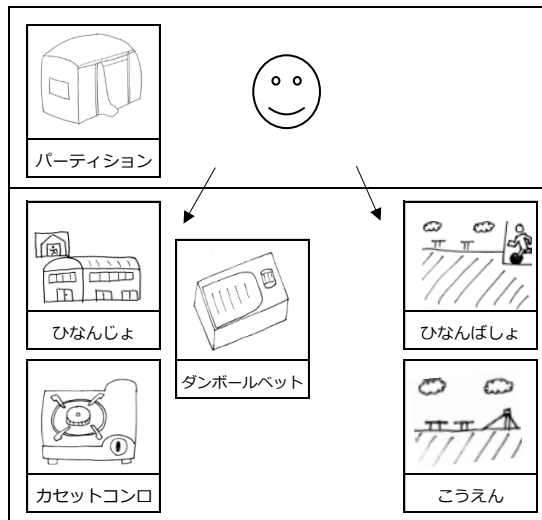 パーティション
ひなんじょ
ダンボールベット
ひなんばしょ
カセットコンロ
こうえん